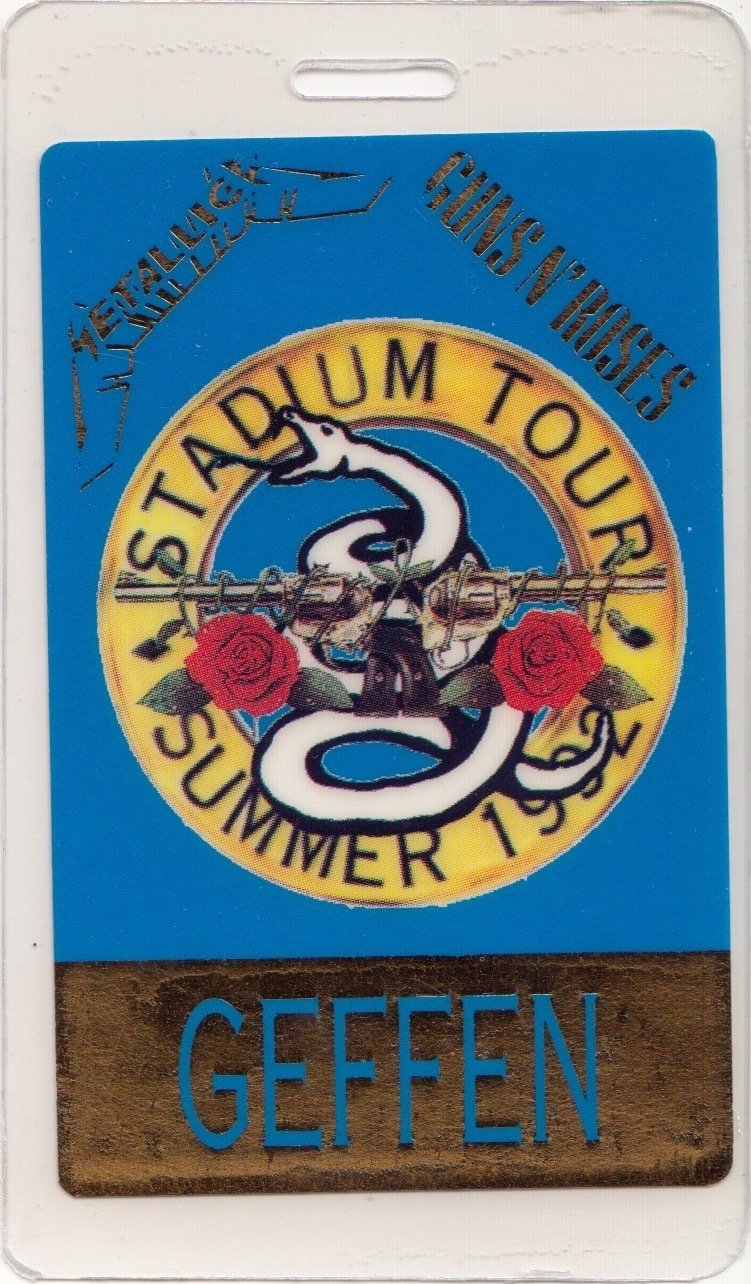 METALLICA
GUNS N' ROSES
STADIUM TOUR
SUMMER 1992
GEFFEN